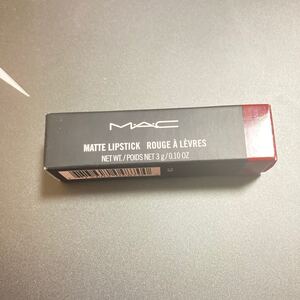 MAC
MATTE LIPSTICK ROUGE À LÈVRES
NET WT./POIDS NET 3 g/0.10 OZ